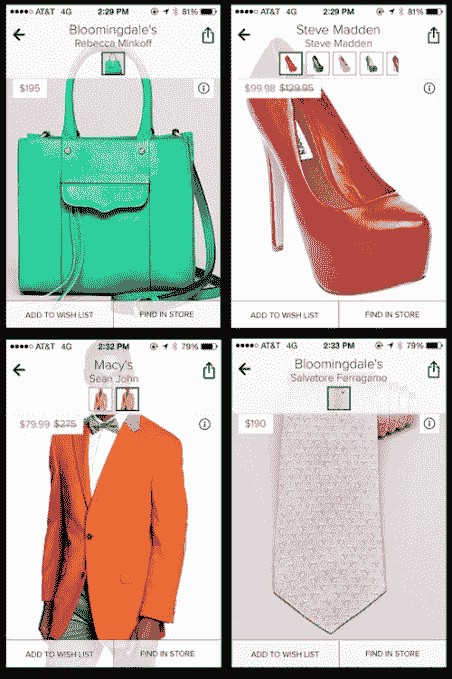 AT&T 4G 2:29 PM 81%
Bloomingdale's
Rebecca Minkoff
$195
ADD TO WISH LIST FIND IN STORE
AT&T 4G 2:29 PM 81%
Steve Madden
Steve Madden
$99.98 $129.95
ADD TO WISH LIST FIND IN STORE
AT&T 4G 2:32 PM 79%
Macy's
Sean John
$79.99 $275
ADD TO WISH LIST FIND IN STORE
AT&T 4G 2:33 PM 79%
Bloomingdale's
Salvatore Ferragamo
$190
ADD TO WISH LIST FIND IN STORE